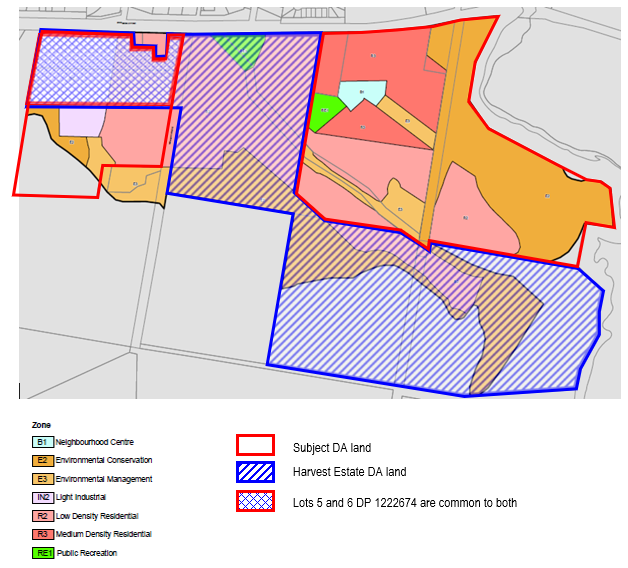 Zone
B1 Neighbourhood Centre
E2 Environmental Conservation
E3 Environmental Management
IN2 Light Industrial
R2 Low Density Residential
R3 Medium Density Residential
RE1 Public Recreation
Subject DA land
Harvest Estate DA land
Lots 5 and 6 DP 1222674 are common to both